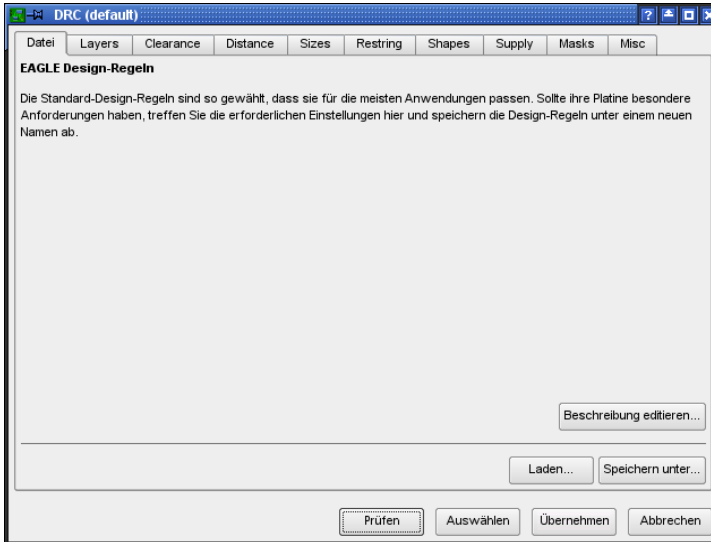 DRC (default)
Datei Layers Clearance Distance Sizes Restring Shapes Supply Masks Misc
EAGLE Design-Regeln
Die Standard-Design-Regeln sind so gewählt, dass sie für die meisten Anwendungen passen. Sollte ihre Platine besondere
Anforderungen haben, treffen Sie die erforderlichen Einstellungen hier und speichern die Design-Regeln unter einem neuen
Namen ab.
Beschreibung editieren...
Laden... Speichern unter...
Prüfen Auswählen Übernehmen Abbrechen